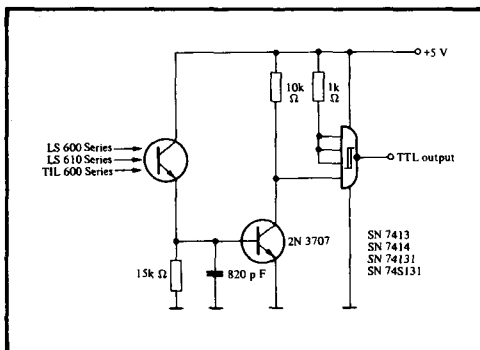 +5 V
10k
Ω
1k
Ω
LS 600 Series
LS 610 Series
TIL 600 Series
TTL output
2N 3707
SN 7413
SN 7414
SN 74131
SN 74S131
15k Ω
820 p F